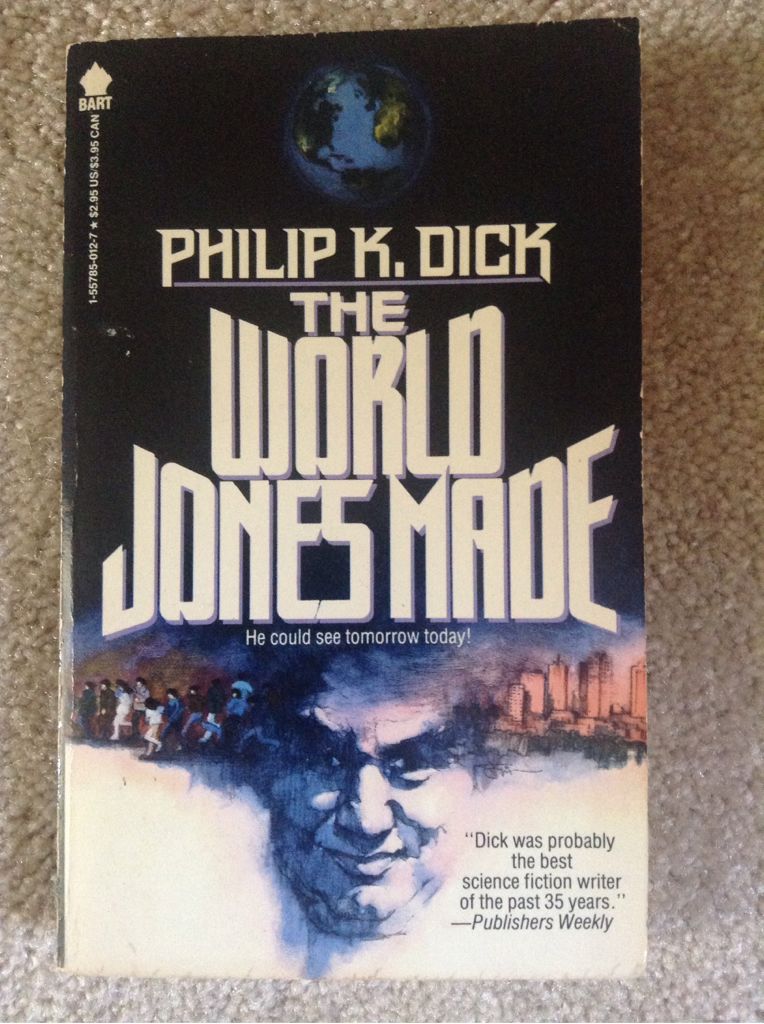 BART
1-55785-012-7 ★ $2.95 US/$3.95 CAN
PHILIP K. DICK
THE
WORLD
JONES MADE
He could see tomorrow today!
"Dick was probably
the best
science fiction writer
of the past 35 years."
—Publishers Weekly